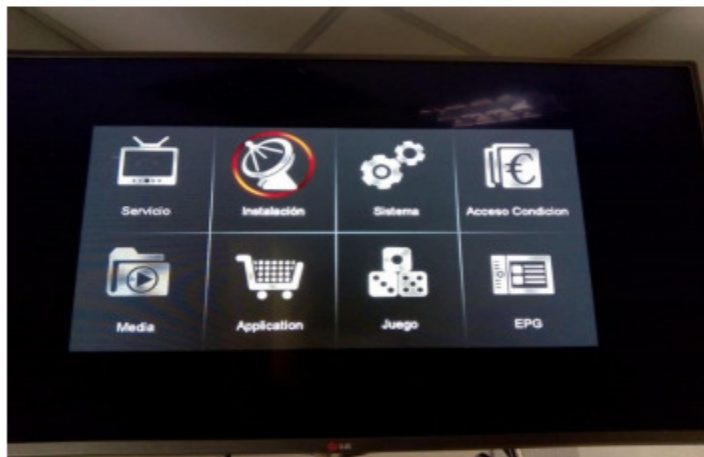 Servicio
Instalación
Sistema
Acceso Condicion
Media
Application
Juego
EPG
LG